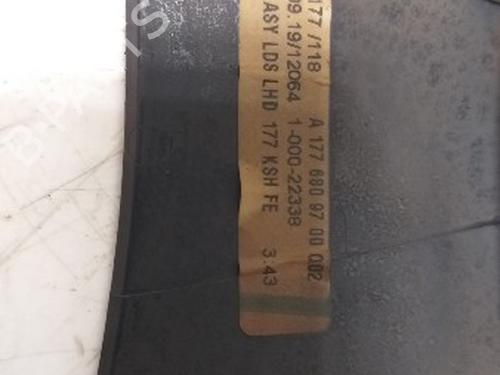 177 /118 A 177 680 97 00 Q02
09.19/12064 1-000-22338
ASY LDS LHD 177 KSH FE 3:43